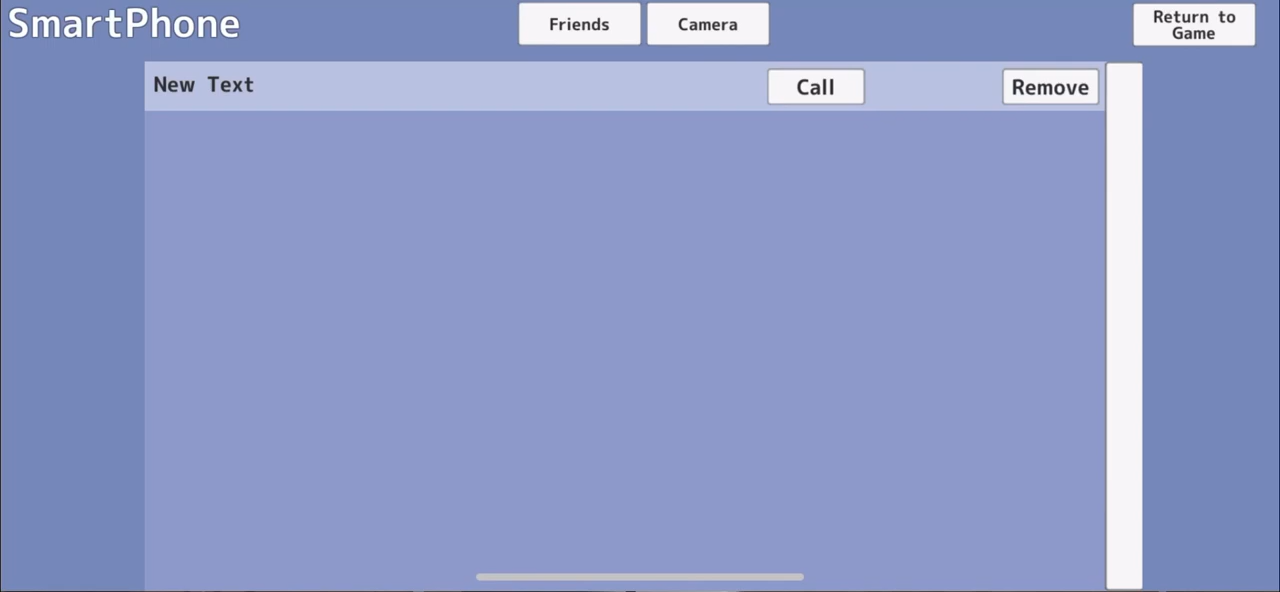 SmartPhone
Friends
Camera
Return to
Game
New Text
Call
Remove